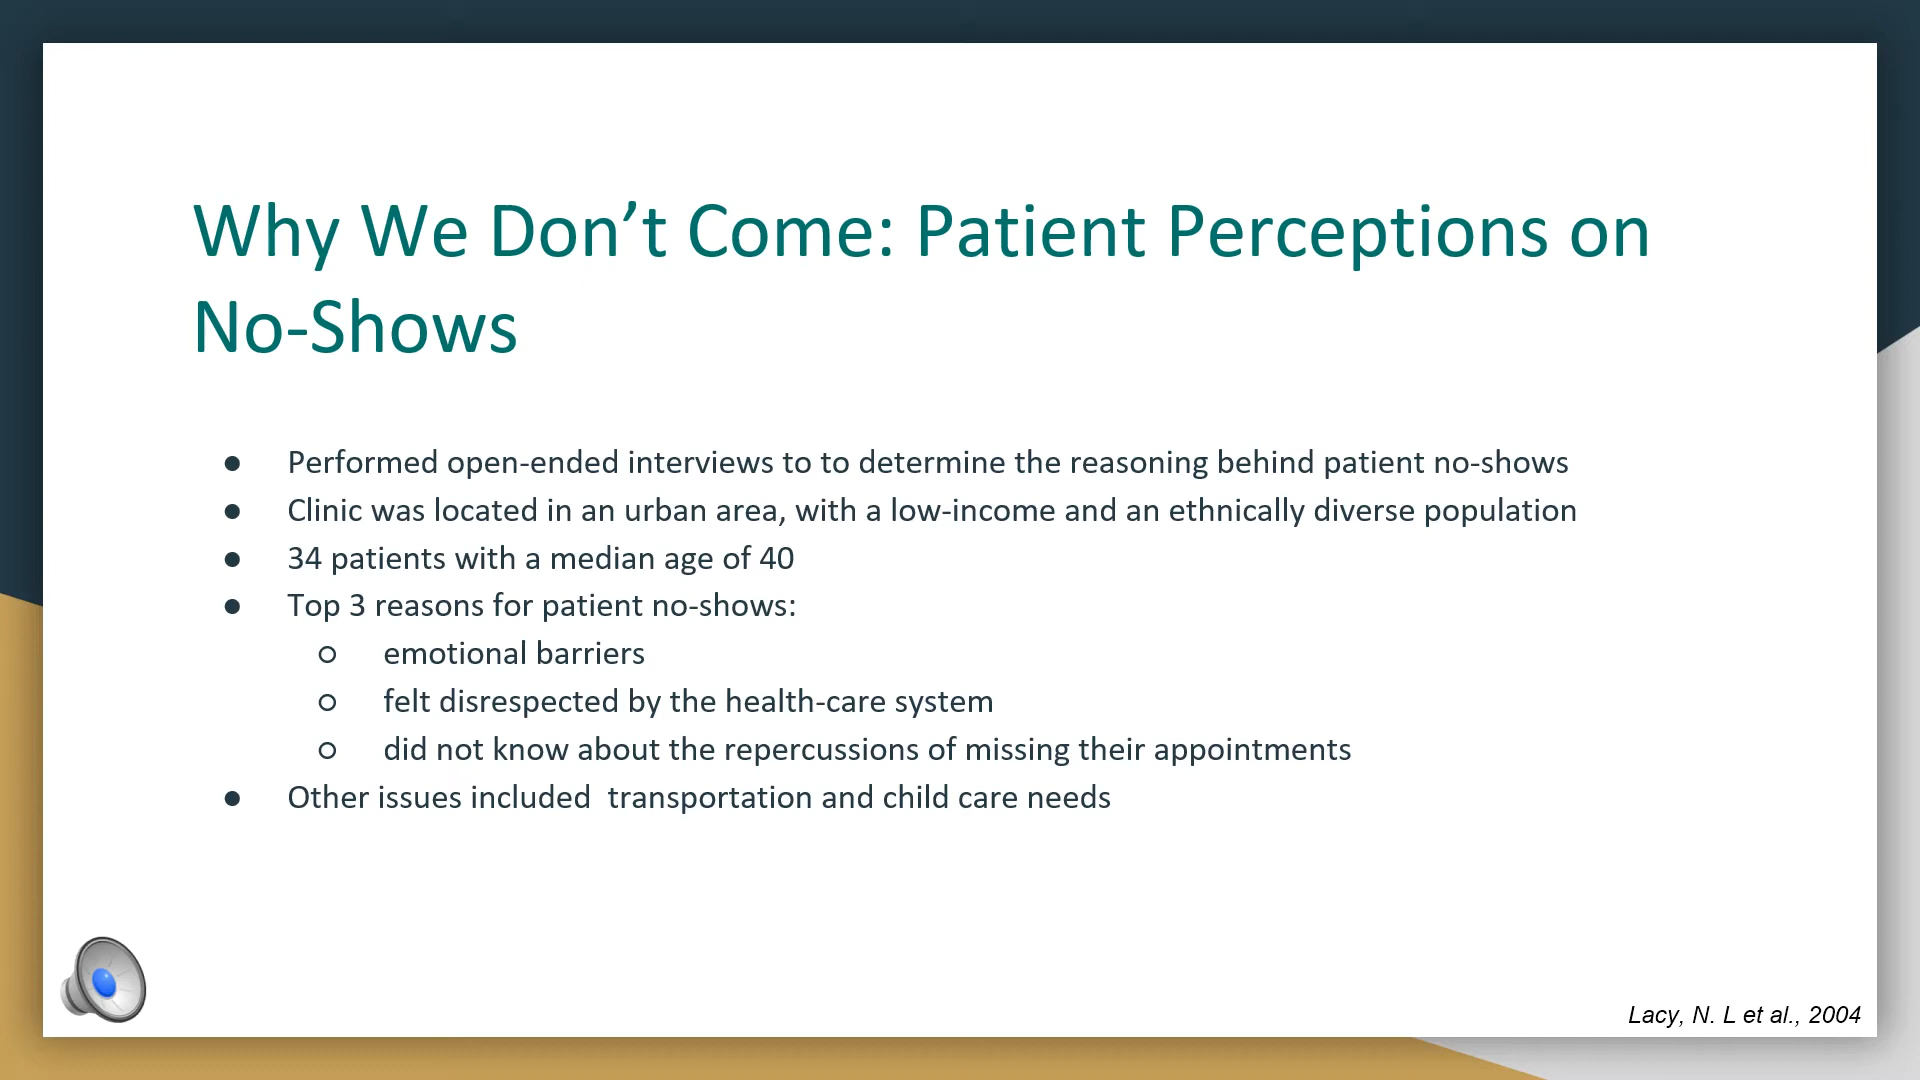 Why We Don’t Come: Patient Perceptions on
No-Shows
● Performed open-ended interviews to to determine the reasoning behind patient no-shows
● Clinic was located in an urban area, with a low-income and an ethnically diverse population
● 34 patients with a median age of 40
● Top 3 reasons for patient no-shows:
○ emotional barriers
○ felt disrespected by the health-care system
○ did not know about the repercussions of missing their appointments
● Other issues included  transportation and child care needs
Lacy, N. L et al., 2004